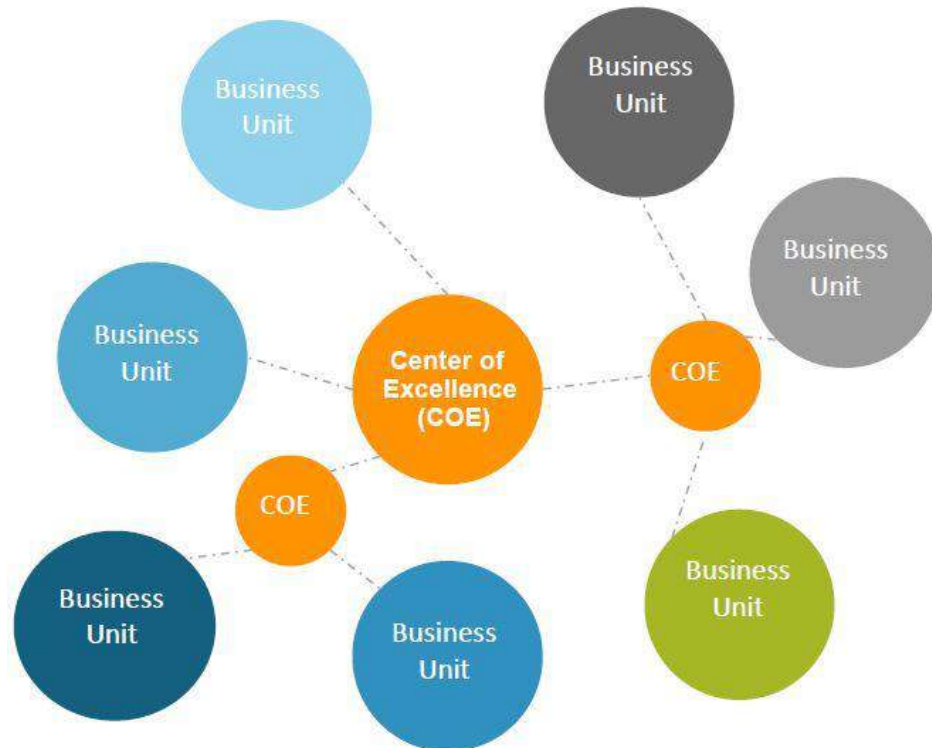 Business
Unit
Business
Unit
Business
Unit
Business
Unit
Center of
Excellence
(COE)
COE
COE
Business
Unit
Business
Unit
Business
Unit